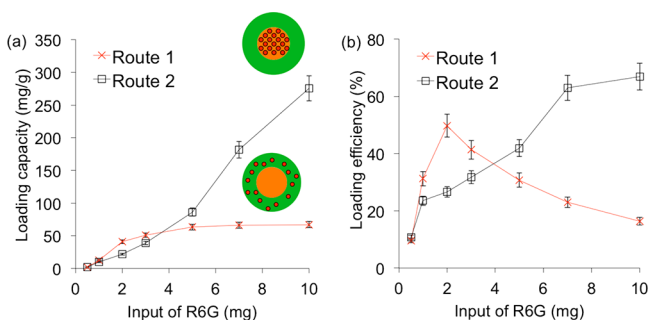 (a)
350
300
250
200
150
100
50
0
Loading capacity (mg/g)
Route 1
Route 2
0 2 4 6 8 10
Input of R6G (mg)
(b)
80
60
40
20
0
Loading efficiency (%)
Route 1
Route 2
0 2 4 6 8 10
Input of R6G (mg)